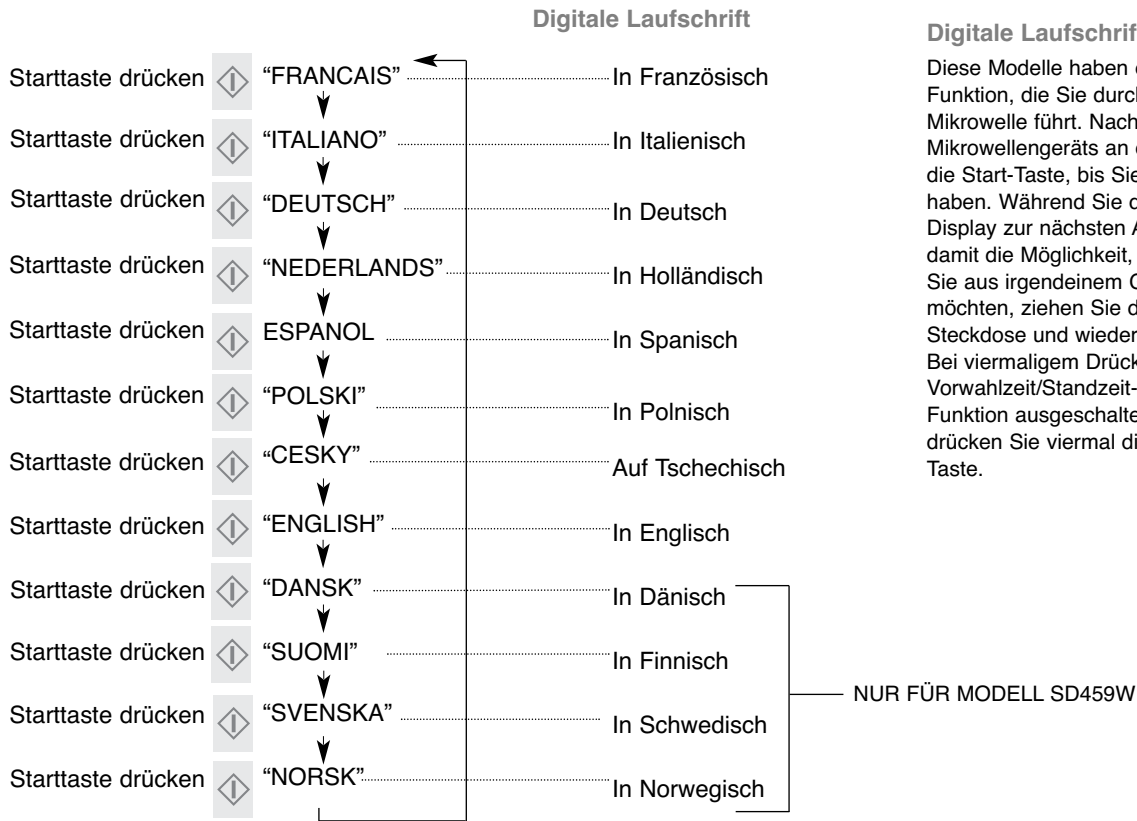 Digitale Laufschrift
Starttaste drücken “FRANCAIS” In Französisch
Starttaste drücken “ITALIANO” In Italienisch
Starttaste drücken “DEUTSCH” In Deutsch
Starttaste drücken “NEDERLANDS” In Holländisch
Starttaste drücken ESPANOL In Spanisch
Starttaste drücken “POLSKI” In Polnisch
Starttaste drücken “CESKY” Auf Tschechisch
Starttaste drücken “ENGLISH” In Englisch
Starttaste drücken “DANSK” In Dänisch
Starttaste drücken “SUOMI” In Finnisch
Starttaste drücken “SVENSKA” In Schwedisch
Starttaste drücken “NORSK” In Norwegisch
NUR FÜR MODELL SD459W
Digitale Laufschrif
Diese Modelle haben
Funktion, die Sie durch
Mikrowelle führt. Nach
Mikrowellengeräts an
die Start-Taste, bis Sie
haben. Während Sie
Display zur nächsten
damit die Möglichkeit,
Sie aus irgendeinem
möchten, ziehen Sie
Steckdose und wieder
Bei viermaligem Drück
Vorwahlzeit/Standzeit-
Funktion ausgeschalte
drücken Sie viermal di
Taste.